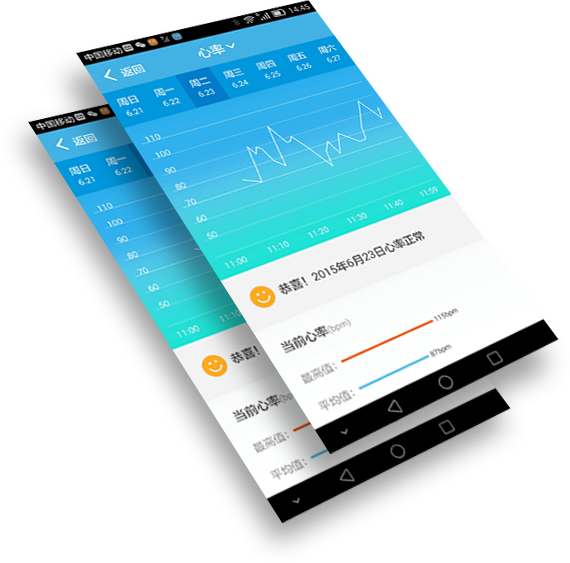 中国移动
14:45
返回
心率
周日 周一 周二 周三 周四 周五 周六
6.21 6.22 6.23 6.24 6.25 6.26 6.27
110
100
90
80
70
60
50
11:00 11:10 11:20 11:30 11:40 11:59
恭喜！2015年6月23日心率正常
当前心率(bpm)
最高值： 115bpm
平均值： 87bpm
中国移动
返回
周日 周一
6.21 6.22
110
100
90
80
70
60
50
11:00 11:10
恭喜！
当前心率(bp
最高值：
平均值：